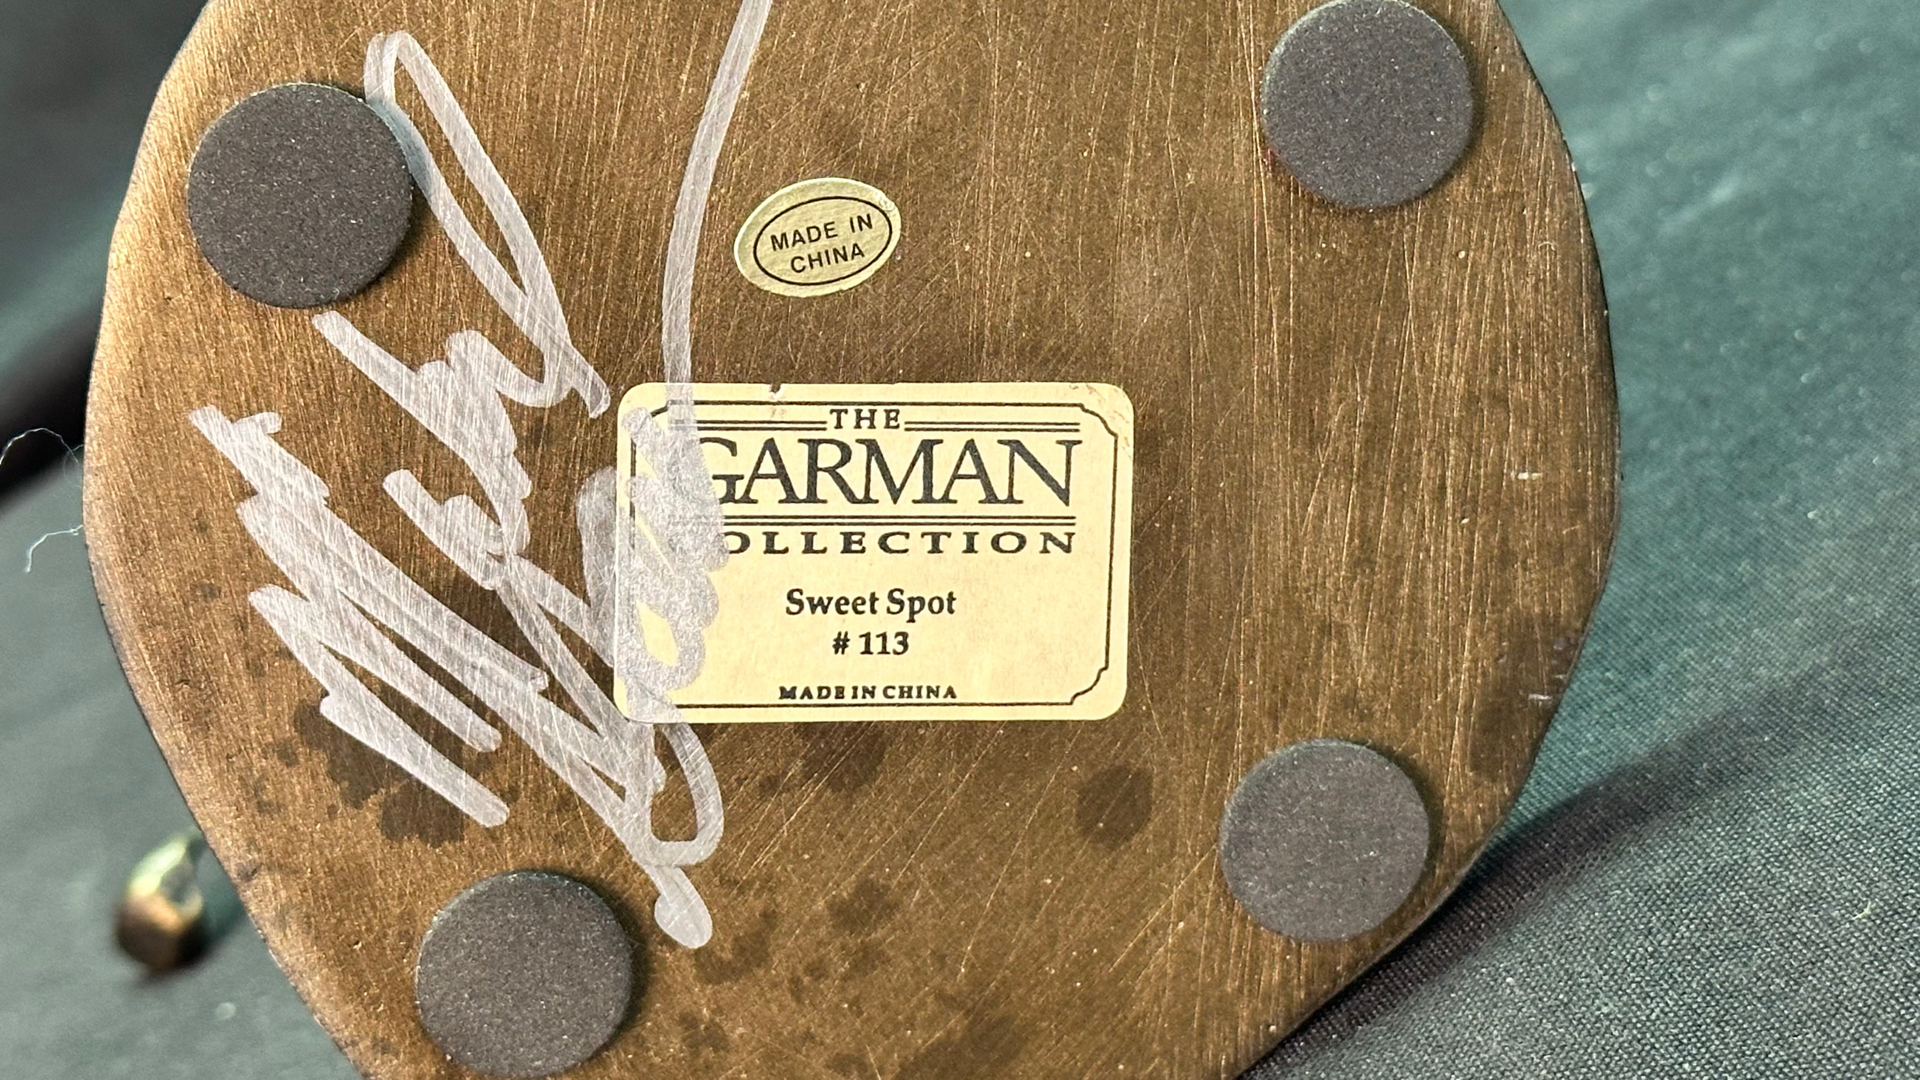 MADE IN
CHINA
THE
GARMAN
COLLECTION
Sweet Spot
# 113
MADE IN CHINA